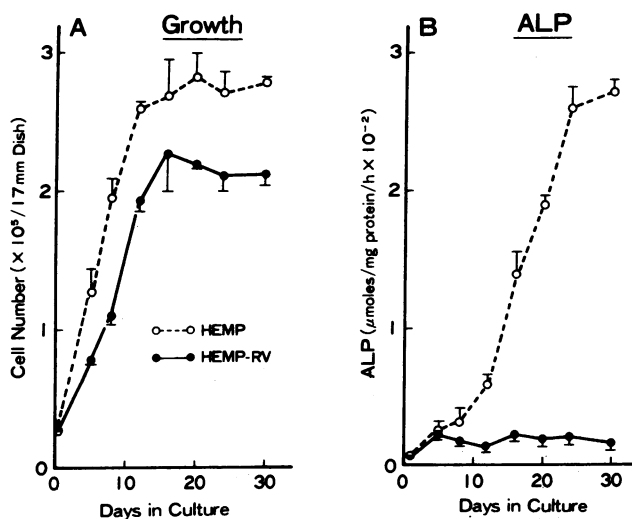 A
Growth
3
2
1
0
Cell Number (× 10⁵/17 mm Dish)
HEMP
HEMP-RV
0
10
20
30
Days in Culture
B
ALP
3
2
1
0
ALP (μmoles/mg protein/h × 10⁻²)
0
10
20
30
Days in Culture